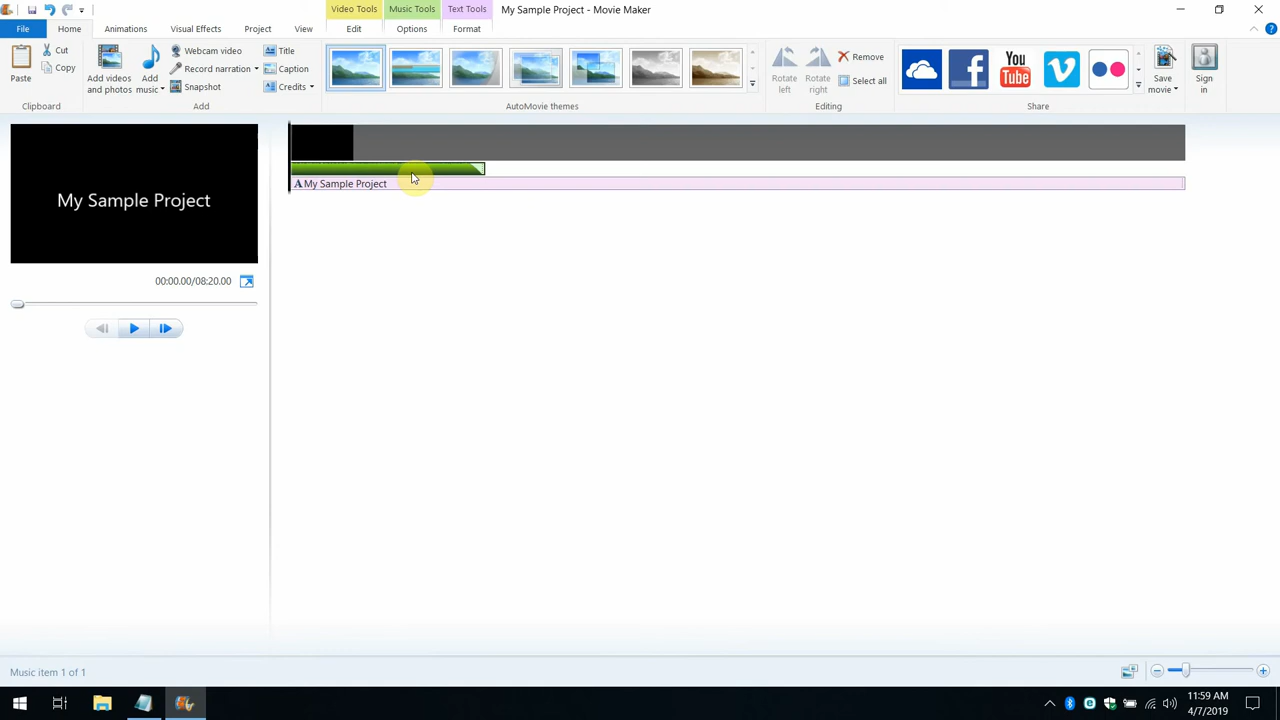 Video Tools
Music Tools
Text Tools
My Sample Project - Movie Maker
File
Home
Animations
Visual Effects
Project
View
Edit
Options
Format
Paste
Cut
Copy
Clipboard
Add videos and photos
Add music
Webcam video
Record narration
Snapshot
Title
Caption
Credits
Add
AutoMovie themes
Rotate left
Rotate right
Remove
Select all
Editing
You
Tube
Share
Save movie
Sign in
My Sample Project
00:00.00/08:20.00
A My Sample Project
Music item 1 of 1
11:59 AM
4/7/2019